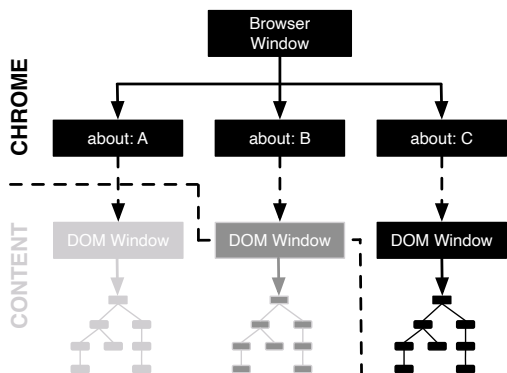 Browser
Window
CHROME
about: A
about: B
about: C
CONTENT
DOM Window
DOM Window
DOM Window